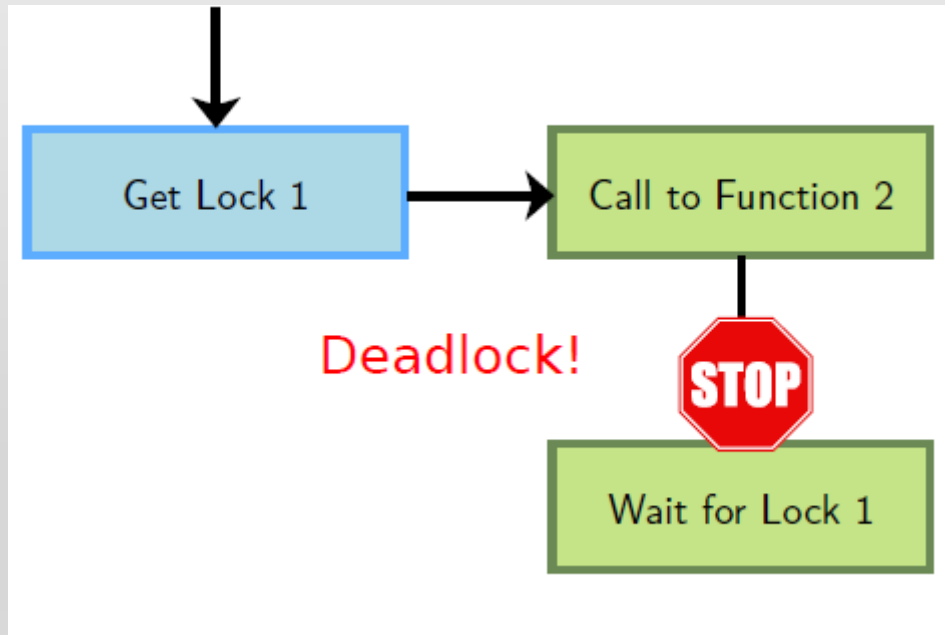 Get Lock 1
Call to Function 2
Deadlock!
STOP
Wait for Lock 1